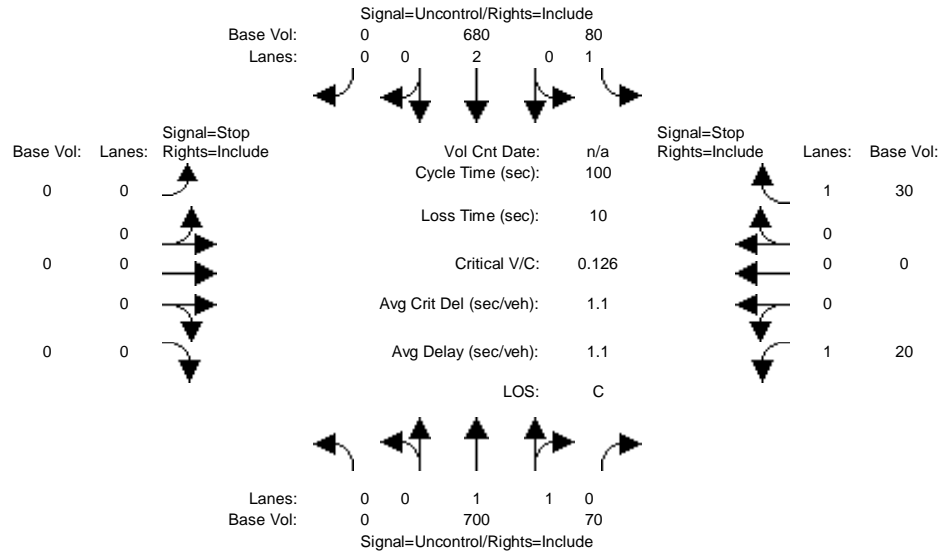 Signal=Uncontrol/Rights=Include
Base Vol: 0 680 80
Lanes: 0 0 2 0 1
Signal=Stop
Base Vol: Lanes: Rights=Include
0 0
0
0 0
0
0 0
Vol Cnt Date: n/a
Cycle Time (sec): 100
Loss Time (sec): 10
Critical V/C: 0.126
Avg Crit Del (sec/veh): 1.1
Avg Delay (sec/veh): 1.1
LOS: C
Signal=Stop
Rights=Include Lanes: Base Vol:
1 30
0
0 0
0
1 20
Lanes: 0 0 1 1 0
Base Vol: 0 700 70
Signal=Uncontrol/Rights=Include